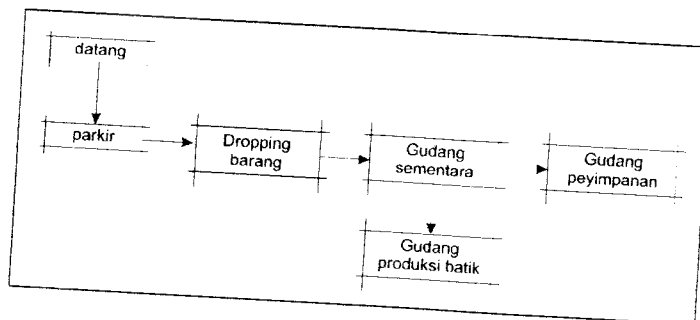 datang
parkir
Dropping
barang
Gudang
sementara
Gudang
peyimpanan
Gudang
produksi batik